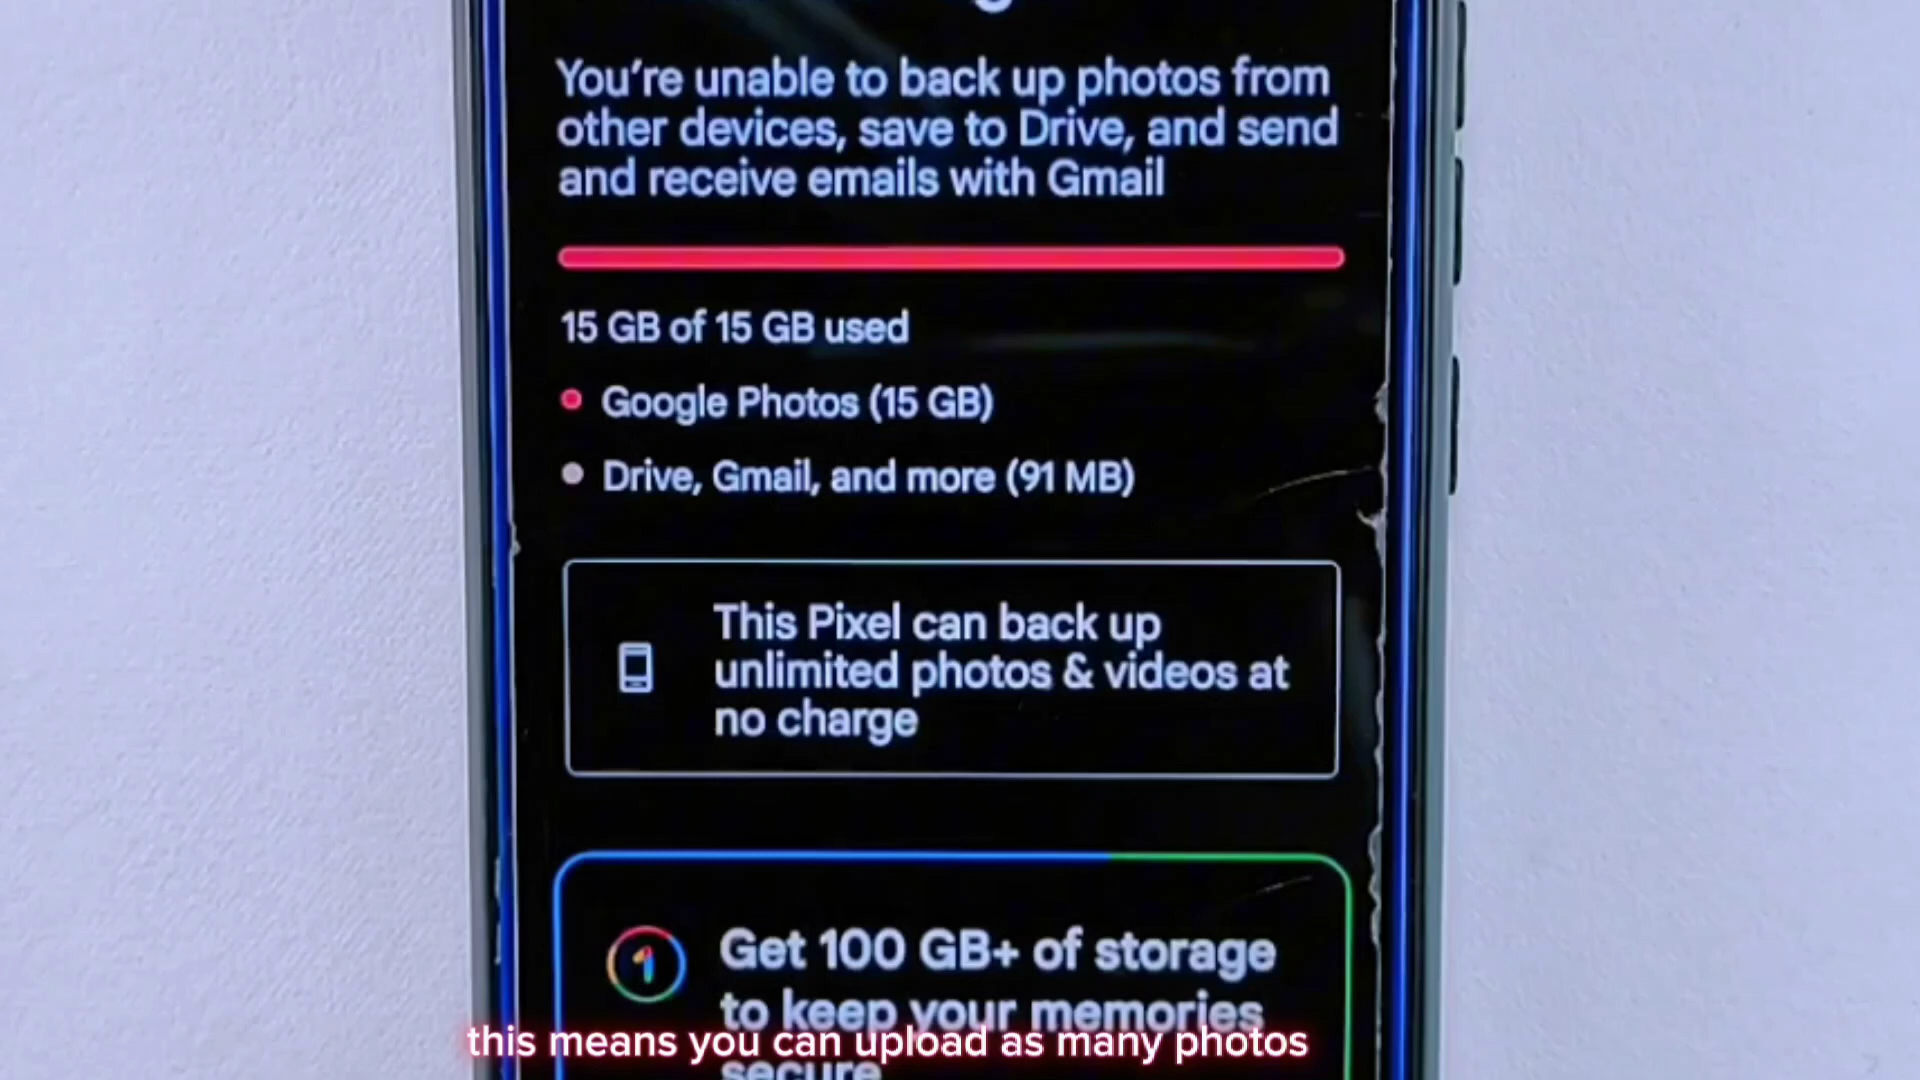 You’re unable to back up photos from
other devices, save to Drive, and send
and receive emails with Gmail
15 GB of 15 GB used
Google Photos (15 GB)
Drive, Gmail, and more (91 MB)
This Pixel can back up
unlimited photos & videos at
no charge
1
Get 100 GB+ of storage
to keep your memories
secure
this means you can upload as many photos